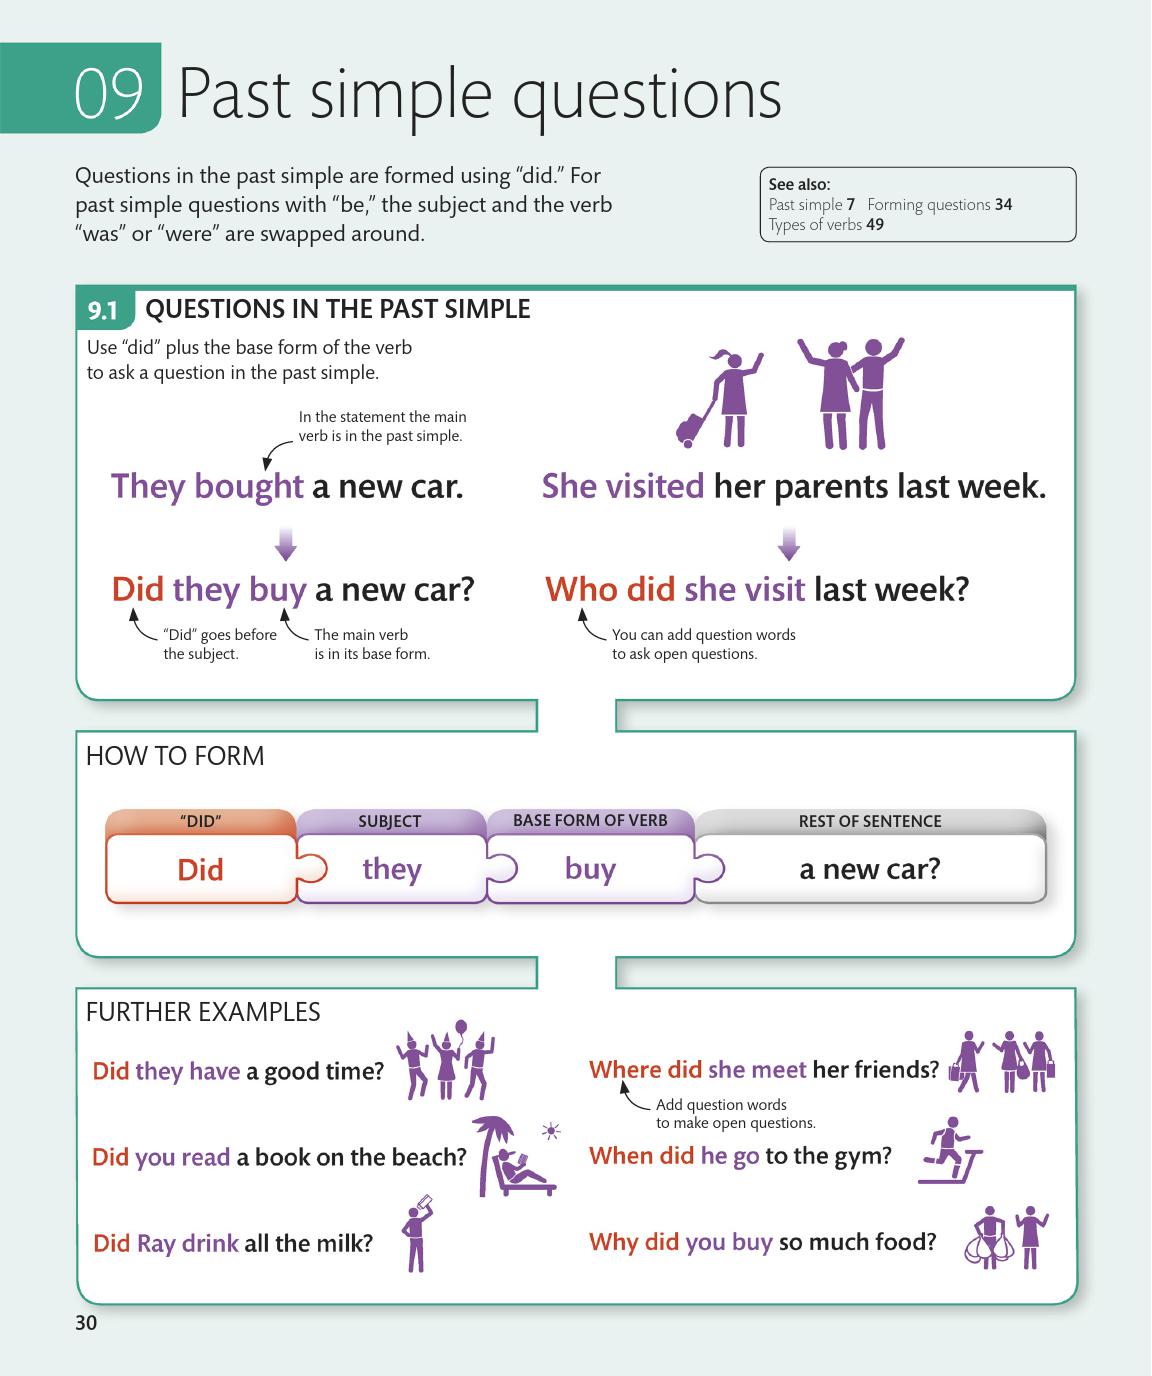 09 Past simple questions
Questions in the past simple are formed using “did.” For
past simple questions with “be,” the subject and the verb
“was” or “were” are swapped around.
See also:
Past simple 7 Forming questions 34
Types of verbs 49
9.1 QUESTIONS IN THE PAST SIMPLE
Use “did” plus the base form of the verb
to ask a question in the past simple.
In the statement the main
verb is in the past simple.
They bought a new car.
Did they buy a new car?
“Did” goes before
the subject.
The main verb
is in its base form.
She visited her parents last week.
Who did she visit last week?
You can add question words
to ask open questions.
HOW TO FORM
“DID” SUBJECT BASE FORM OF VERB REST OF SENTENCE
Did they buy a new car?
FURTHER EXAMPLES
Did they have a good time?
Did you read a book on the beach?
Did Ray drink all the milk?
Where did she meet her friends?
Add question words
to make open questions.
When did he go to the gym?
Why did you buy so much food?
30